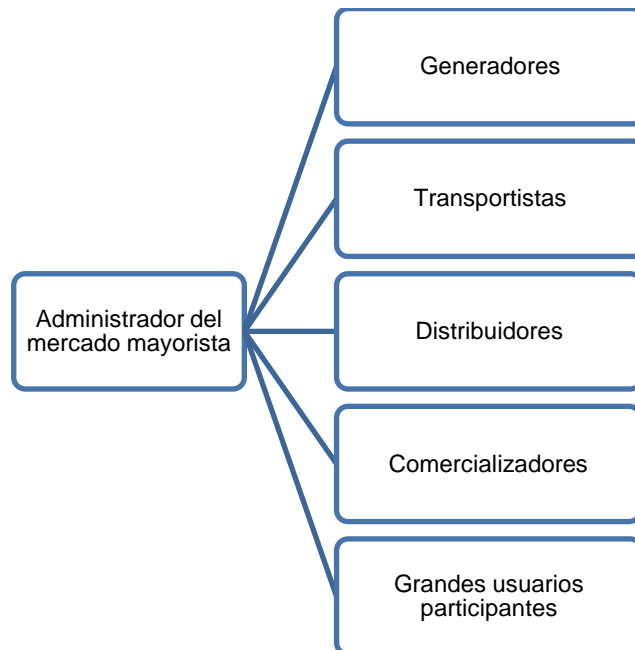 Generadores
Transportistas
Administrador del
mercado mayorista
Distribuidores
Comercializadores
Grandes usuarios
participantes